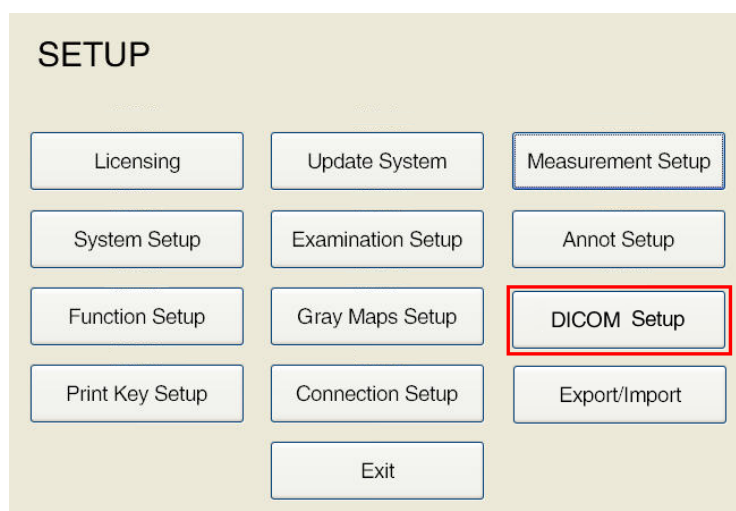 SETUP
Licensing
Update System
Measurement Setup
System Setup
Examination Setup
Annot Setup
Function Setup
Gray Maps Setup
DICOM Setup
Print Key Setup
Connection Setup
Export/Import
Exit